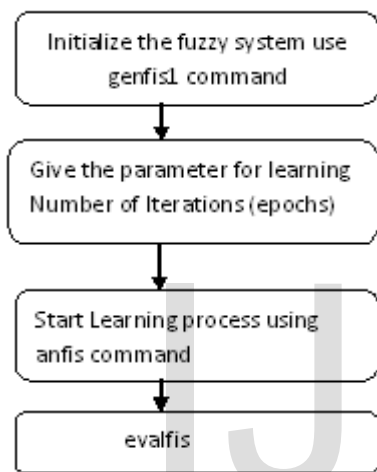 Initialize the fuzzy system use
genfis1 command
Give the parameter for learning
Number of Iterations (epochs)
Start Learning process using
anfis command
evalfis
IJ